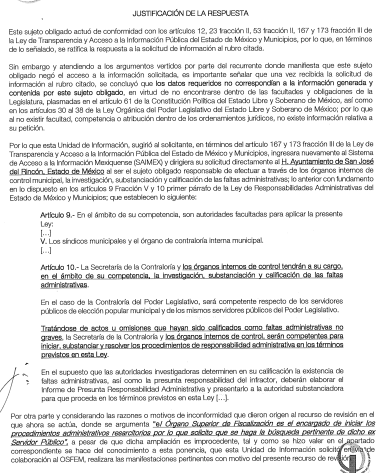 JUSTIFICACIÓN DE LA RESPUESTA
Este sujeto obligado actuó de conformidad con los artículos 12, 23 fracción II, 53 fracción II, 167 y 173 fracción III de
la Ley de Transparencia y Acceso a la Información Pública del Estado de México y Municipios, por lo que, en términos
de lo señalado, se ratifica la respuesta a la solicitud de información al rubro citado.
Sin embargo y atendiendo a los argumentos vertidos por parte del recurrente donde manifiesta que este sujeto
obligado negó el acceso a la información solicitada, es importante señalar que una vez recibida la solicitud de
información al rubro citado, se concluyó que los datos requeridos no correspondían a la información generada y
contenida por este sujeto obligado, en virtud de no encontrarse dentro de las facultades y obligaciones de la
Legislatura, plasmadas en el artículo 61 de la Constitución Política del Estado Libre y Soberano de México, así como
en los artículos 30 al 38 de la Ley Orgánica del Poder Legislativo del Estado Libre y Soberano de México; por lo que
al no existir facultad, competencia o atribución dentro de los ordenamientos jurídicos, no existe información relativa a
su petición.
Por lo que esta Unidad de Información, sugirió al solicitante, en términos del artículo 167 y 173 fracción III de la Ley de
Transparencia y Acceso a la Información Pública del Estado de México y Municipios, ingresara nuevamente al Sistema
de Acceso a la Información Mexiquense (SAIMEX) y dirigiera su solicitud directamente al H. Ayuntamiento de San José
del Rincón, Estado de México al ser el sujeto obligado responsable de efectuar a través de los órganos internos de
control municipal, la investigación, substanciación y calificación de las faltas administrativas; lo anterior con fundamento
en lo dispuesto en los artículos 9 Fracción V y 10 primer párrafo de la Ley de Responsabilidades Administrativas del
Estado de México y Municipios; que establecen lo siguiente:
Artículo 9.- En el ámbito de su competencia, son autoridades facultadas para aplicar la presente
Ley:
[...]
V. Los síndicos municipales y el órgano de contraloría interna municipal.
[...]
Artículo 10.- La Secretaría de la Contraloría y los órganos internos de control tendrán a su cargo,
en el ámbito de su competencia, la investigación, substanciación y calificación de las faltas
administrativas.
En el caso de la Contraloría del Poder Legislativo, será competente respecto de los servidores
públicos de elección popular municipal y de los mismos servidores públicos del Poder Legislativo.
Tratándose de actos u omisiones que hayan sido calificados como faltas administrativas no
graves, la Secretaría de la Contraloría y los órganos internos de control, serán competentes para
iniciar, substanciar y resolver los procedimientos de responsabilidad administrativa en los términos
previstos en esta Ley.
En el supuesto que las autoridades investigadoras determinen en su calificación la existencia de
faltas administrativas, así como la presunta responsabilidad del infractor, deberán elaborar el
Informe de Presunta Responsabilidad Administrativa y presentarlo a la autoridad substanciadora
para que proceda en los términos previstos en esta Ley [...].
Por otra parte y considerando las razones o motivos de inconformidad que dieron origen al recurso de revisión en el
que ahora se actúa, donde se argumenta "el Órgano Superior de Fiscalización es el encargado de iniciar los
procedimientos administrativos resarcitorios por lo que solicito que se haga la búsqueda pertinente de dicho ex
Servidor Público", a pesar de que dicha ampliación es improcedente, tal y como se hizo valer en el apartado
correspondiente se hace del conocimiento a esta ponencia, que esta Unidad de Información solicitó
colaboración al OSFEM, realizara las manifestaciones pertinentes con motivo del presente recurso de